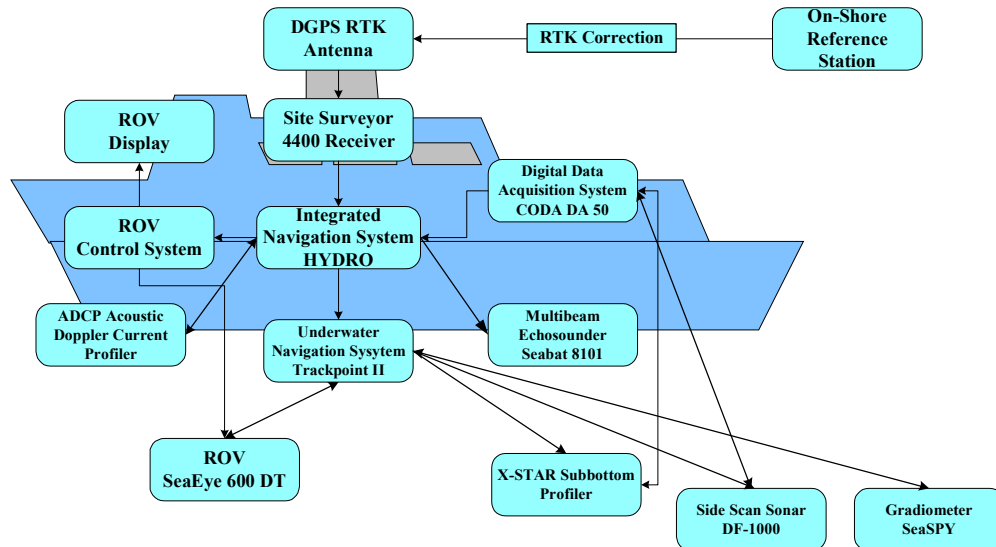 DGPS RTK
Antenna
RTK Correction
On-Shore
Reference
Station
ROV
Display
Site Surveyor
4400 Receiver
Digital Data
Acquisition System
CODA DA 50
ROV
Control System
Integrated
Navigation System
HYDRO
ADCP Acoustic
Doppler Current
Profiler
Underwater
Navigation Sysytem
Trackpoint II
Multibeam
Echosounder
Seabat 8101
ROV
SeaEye 600 DT
X-STAR Subbottom
Profiler
Side Scan Sonar
DF-1000
Gradiometer
SeaSPY